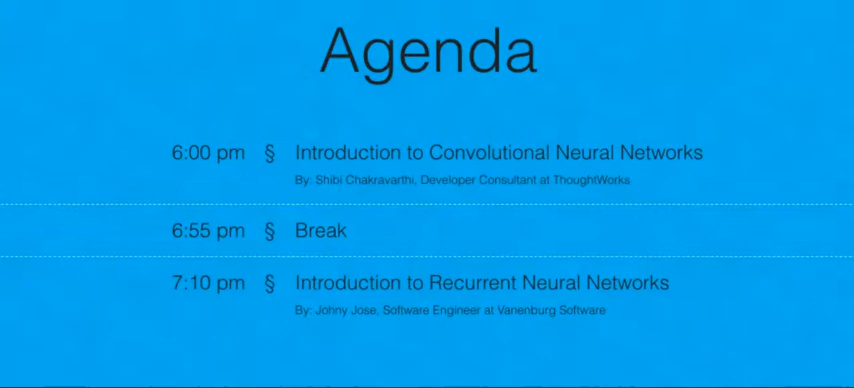 Agenda
6:00 pm § Introduction to Convolutional Neural Networks
By: Shibi Chakravarthi, Developer Consultant at ThoughtWorks
6:55 pm § Break
7:10 pm § Introduction to Recurrent Neural Networks
By: Johny Jose, Software Engineer at Vanenburg Software